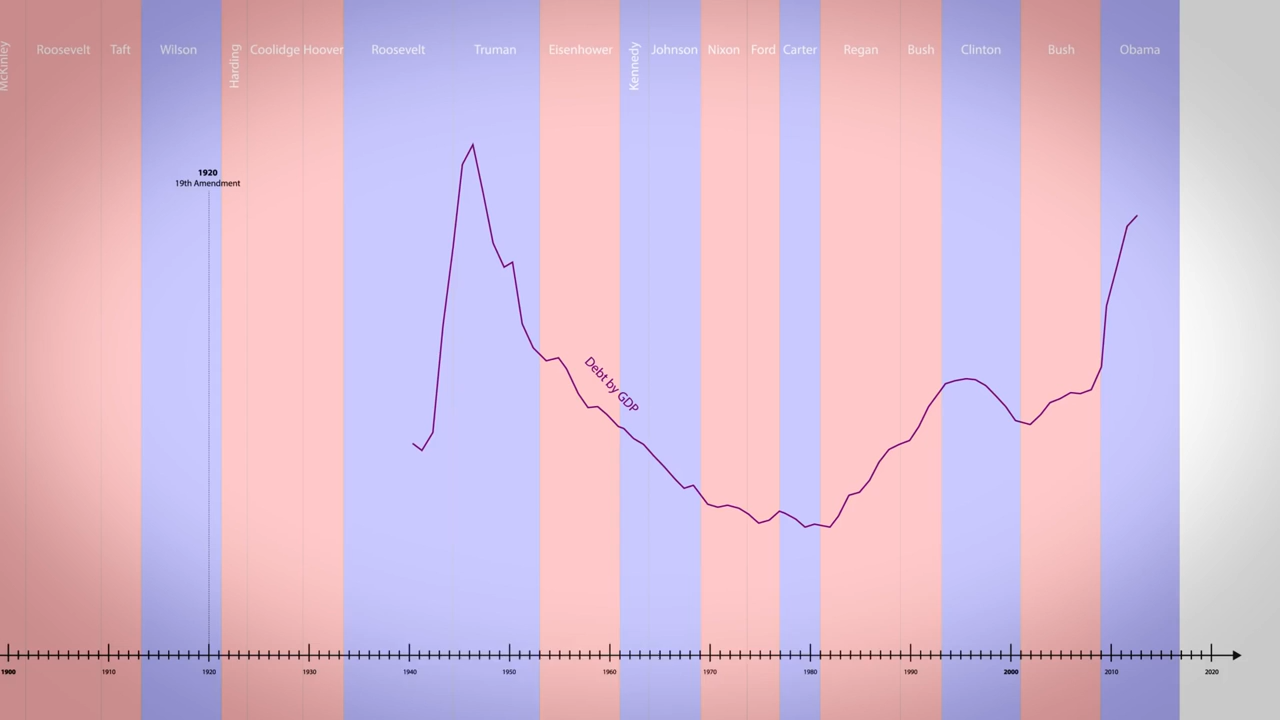 McKinley
Roosevelt
Taft
Wilson
Harding
Coolidge
Hoover
Roosevelt
Truman
Eisenhower
Kennedy
Johnson
Nixon
Ford
Carter
Regan
Bush
Clinton
Bush
Obama
1920
19th Amendment
Debt by GDP
1900
1910
1920
1930
1940
1950
1960
1970
1980
1990
2000
2010
2020